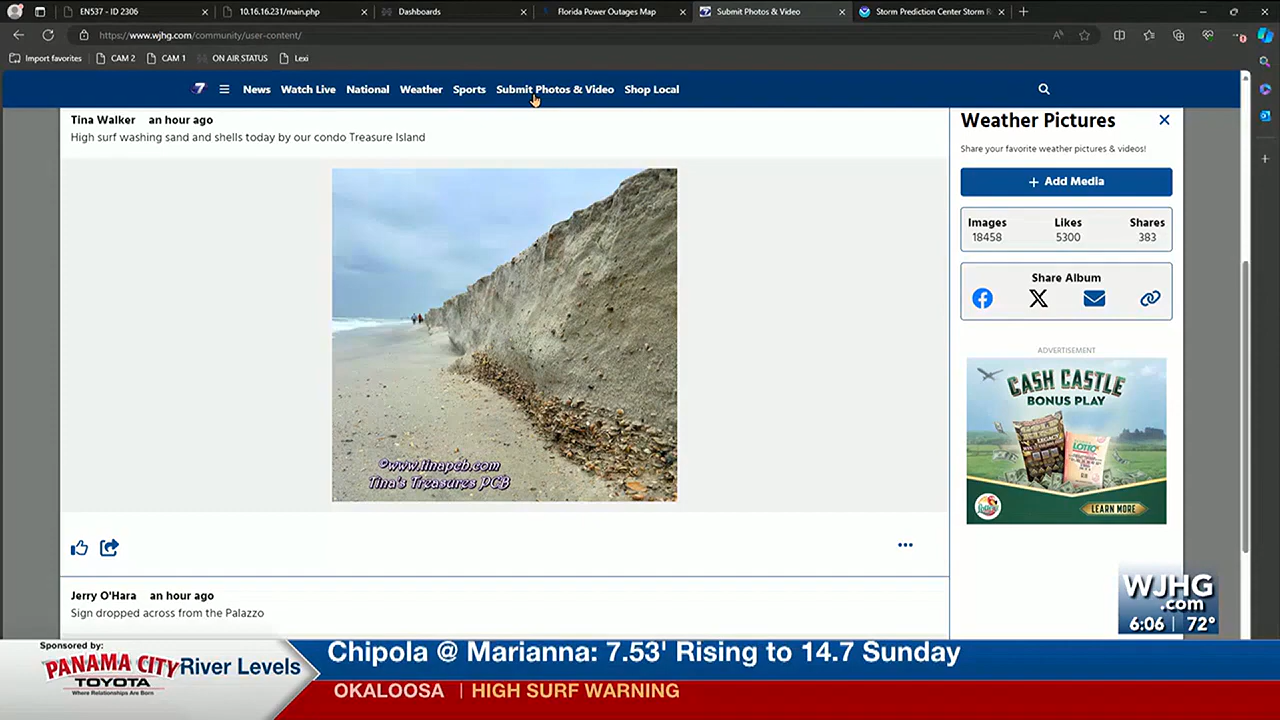 EN537 - ID 2306
10.16.16.231/main.php
Dashboards
Florida Power Outages Map
Submit Photos & Video
Storm Prediction Center Storm R
https://www.wjhg.com/community/user-content/
Import favorites
CAM 2
CAM 1
ON AIR STATUS
Lexi
7
News
Watch Live
National
Weather
Sports
Submit Photos & Video
Shop Local
Tina Walker an hour ago
High surf washing sand and shells today by our condo Treasure Island
©www.tinapcb.com
Tina's Treasures PCB
Jerry O'Hara an hour ago
Sign dropped across from the Palazzo
Weather Pictures
Share your favorite weather pictures & videos!
+ Add Media
Images Likes Shares
18458 5300 383
Share Album
ADVERTISEMENT
CASH CASTLE
BONUS PLAY
LEGACY
LOTTO
LEARN MORE
WJHG
.com
6:06 | 72°
Sponsored by:
PANAMA CITY
TOYOTA
Where Relationships Are Born
River Levels
Chipola @ Marianna: 7.53' Rising to 14.7 Sunday
OKALOOSA | HIGH SURF WARNING